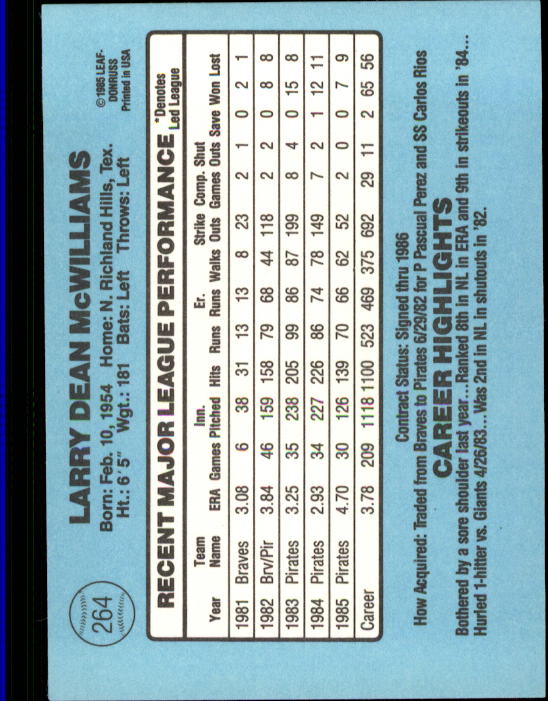 264
LARRY DEAN McWILLIAMS
©1985 LEAF-
DONRUSS
Printed in USA
Born: Feb. 10, 1954 Home: N. Richland Hills, Tex.
Ht.: 6'5" Wgt.: 181 Bats: Left Throws: Left
RECENT MAJOR LEAGUE PERFORMANCE
*Denotes
Led League
Team Inn. Er. Strike Comp. Shut
Year Name ERA Games Pitched Hits Runs Runs Walks Outs Games Outs Save Won Lost
1981 Braves 3.08 6 38 31 13 13 8 23 2 1 0 2 1
1982 Brv/Pir 3.84 46 159 158 79 68 44 118 2 2 0 8 8
1983 Pirates 3.25 35 238 205 99 86 87 199 8 4 0 15 8
1984 Pirates 2.93 34 227 226 86 74 78 149 7 2 1 12 11
1985 Pirates 4.70 30 126 139 70 66 62 52 2 0 0 7 9
Career 3.78 209 1118 1100 523 469 375 692 29 11 2 65 56
Contract Status: Signed thru 1986
How Acquired: Traded from Braves to Pirates 6/29/82 for P Pascual Perez and SS Carlos Rios
CAREER HIGHLIGHTS
Bothered by a sore shoulder last year...Ranked 8th in NL in ERA and 9th in strikeouts in '84...
Hurled 1-hitter vs. Giants 4/26/83...Was 2nd in NL in shutouts in '82.